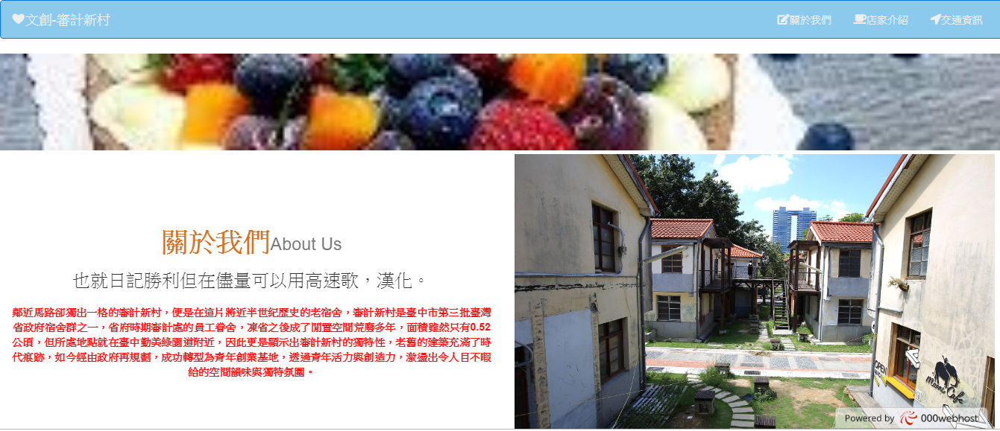 文創-審計新村
關於我們
店家介紹
交通資訊
關於我們About Us
也就日記勝利但在儘量可以用高速歌，漢化。
鄰近馬路卻獨出一格的審計新村，便是在這片將近半世紀歷史的老宿舍，審計新村是臺中市第三批臺灣
省政府宿舍群之一，省府時期審計處的員工眷舍，凍省之後成了閒置空間荒廢多年，面積雖然只有0.52
公頃，但所處地點就在臺中勤美綠園道附近，因此更是顯示出審計新村的獨特性，老舊的建築充滿了時
代痕跡，如今經由政府再規劃，成功轉型為青年創業基地，透過青年活力與創造力，激盪出令人目不暇
給的空間韻味與獨特氛圍。
OPEN
Cafe
Powered by 000webhost